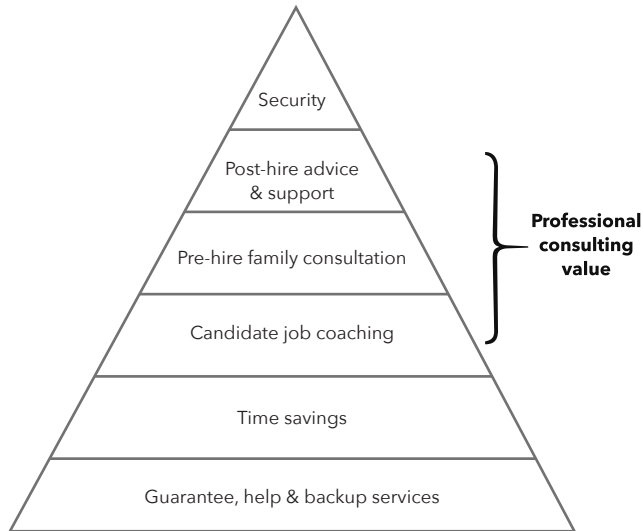 Security
Post-hire advice
& support
Pre-hire family consultation
Candidate job coaching
Time savings
Guarantee, help & backup services
Professional
consulting
value